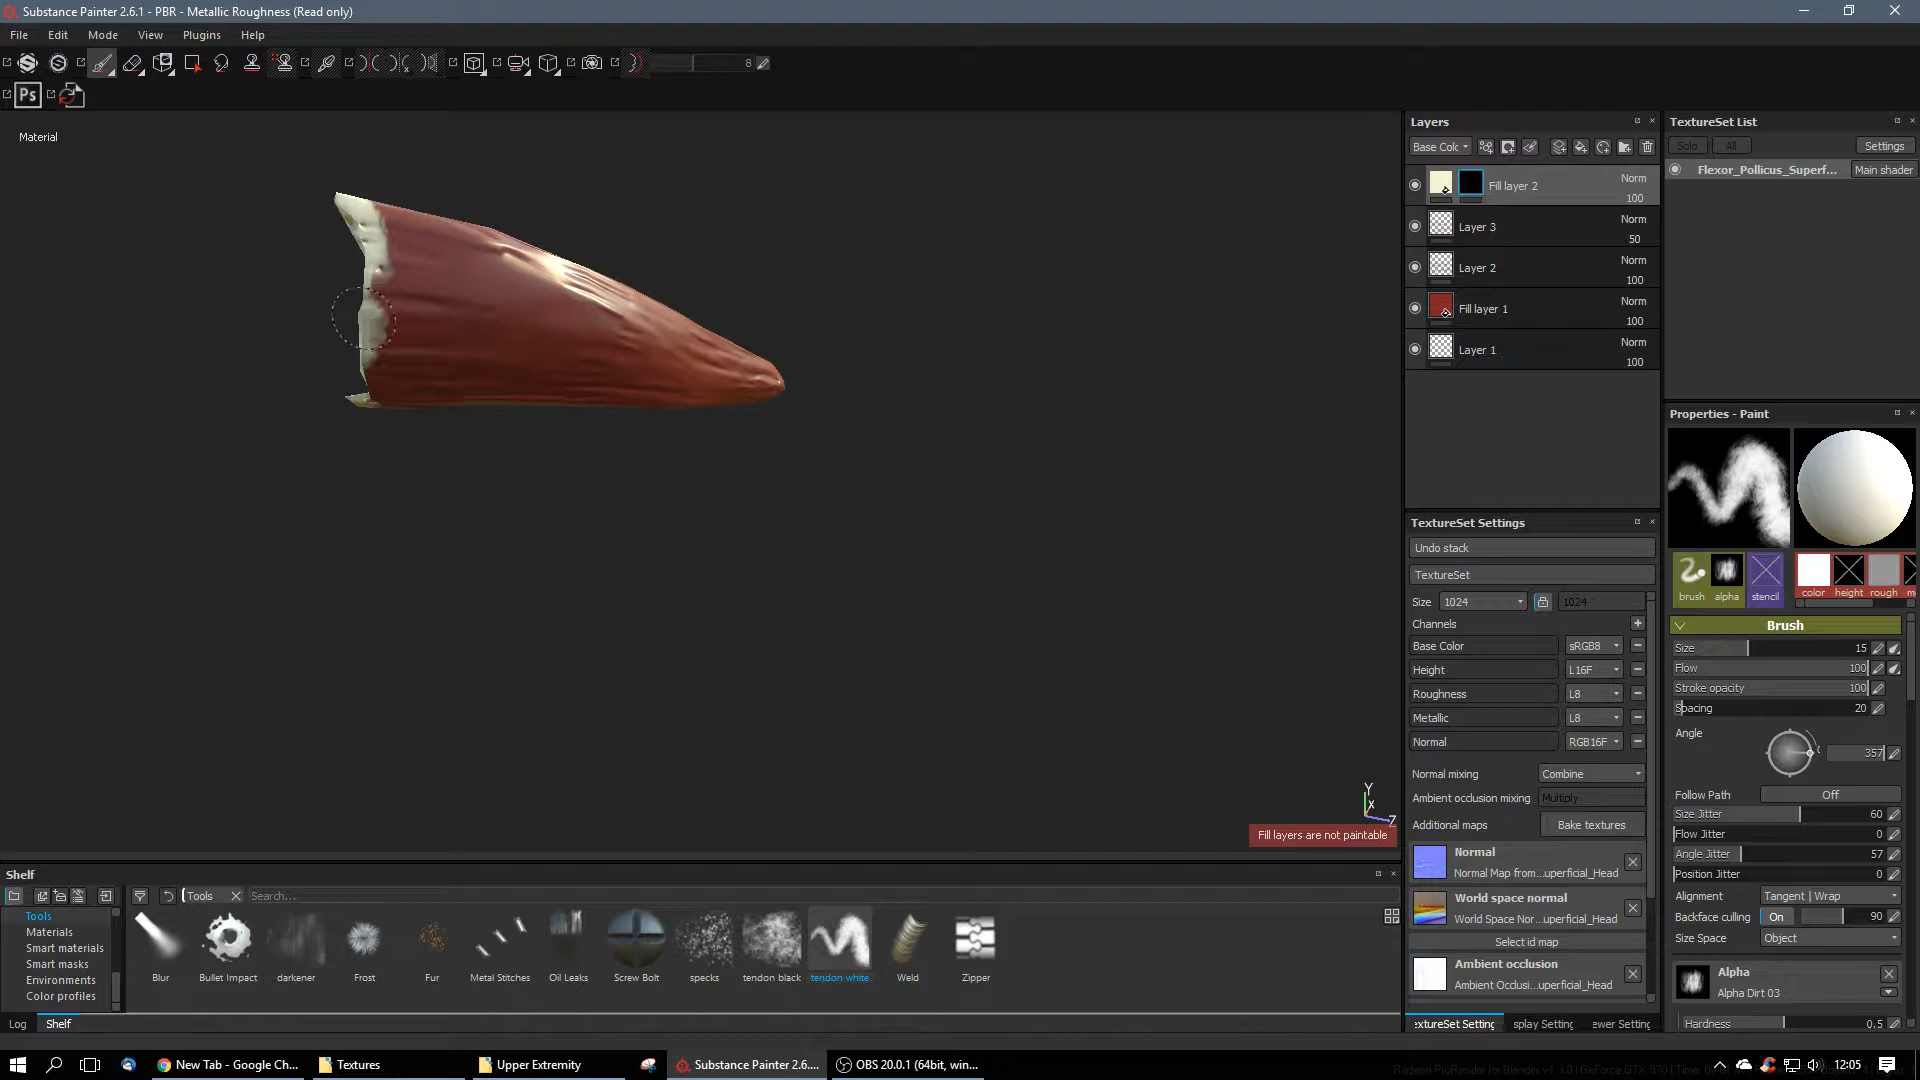 Substance Painter 2.6.1 - PBR - Metallic Roughness (Read only)
File Edit Mode View Plugins Help
8
Ps
Material
Layers
Base Colc
Fill layer 2 Norm 100
Layer 3 Norm 50
Layer 2 Norm 100
Fill layer 1 Norm 100
Layer 1 Norm 100
TextureSet List
Solo All Settings
Flexor_Pollicus_Superf... Main shader
TextureSet Settings
Undo stack
TextureSet
Size 1024 1024
Channels
Base Color sRGB8
Height L16F
Roughness L8
Metallic L8
Normal RGB16F
Normal mixing Combine
Ambient occlusion mixing Multiply
Additional maps Bake textures
Normal
Normal Map from...uperficial_Head
World space normal
World Space Nor...uperficial_Head
Select id map
Ambient occlusion
Ambient Occlusi...uperficial_Head
extureSet Setting splay Setting ewer Setting
Properties - Paint
brush alpha stencil color height rough m
Brush
Size 15
Flow 100
Stroke opacity 100
Spacing 20
Angle 357
Follow Path Off
Size Jitter 60
Flow Jitter 0
Angle Jitter 57
Position Jitter 0
Alignment Tangent | Wrap
Backface culling On 90
Size Space Object
Alpha
Alpha Dirt 03
Hardness 0.5
Y
X
Z
Fill layers are not paintable
Shelf
Tools Search...
Tools
Materials
Smart materials
Smart masks
Environments
Color profiles
Blur Bullet Impact darkener Frost Fur Metal Stitches Oil Leaks Screw Bolt specks tendon black tendon white Weld Zipper
Log Shelf
New Tab - Google Ch... Textures Upper Extremity Substance Painter 2.6.... OBS 20.0.1 (64bit, win... 12:05